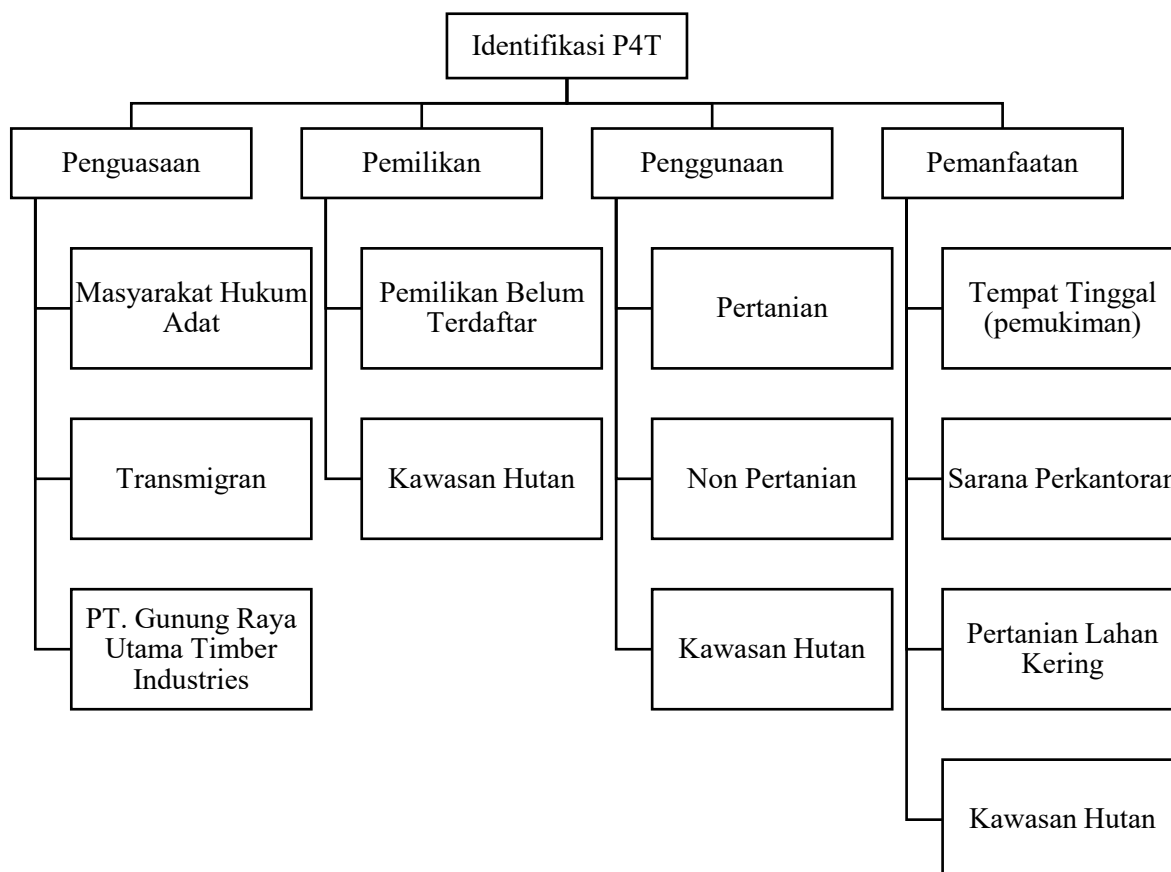 Identifikasi P4T
Penguasaan
Masyarakat Hukum
Adat
Transmigran
PT. Gunung Raya
Utama Timber
Industries
Pemilikan
Pemilikan Belum
Terdaftar
Kawasan Hutan
Penggunaan
Pertanian
Non Pertanian
Kawasan Hutan
Pemanfaatan
Tempat Tinggal
(pemukiman)
Sarana Perkantoran
Pertanian Lahan
Kering
Kawasan Hutan